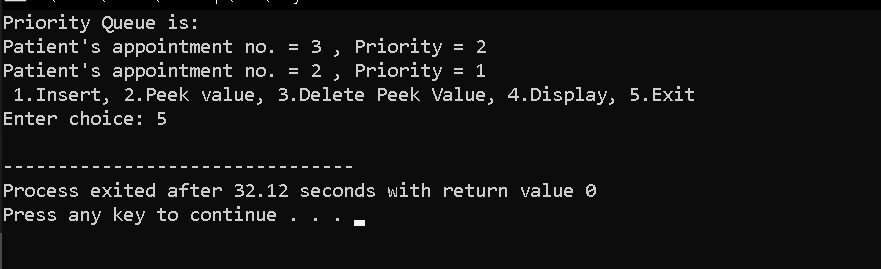 Priority Queue is:
Patient's appointment no. = 3 , Priority = 2
Patient's appointment no. = 2 , Priority = 1
 1.Insert, 2.Peek value, 3.Delete Peek Value, 4.Display, 5.Exit
Enter choice: 5
--------------------------------
Process exited after 32.12 seconds with return value 0
Press any key to continue . . .